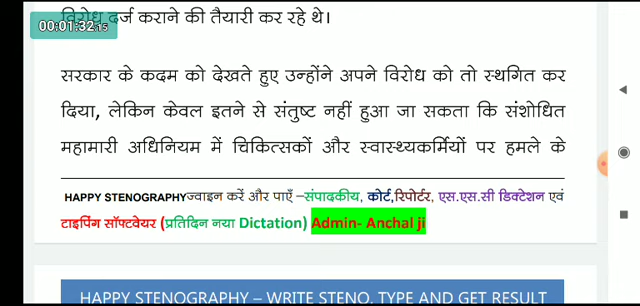 विरोध दर्ज कराने की तैयारी कर रहे थे।
00:01:32:15
सरकार के कदम को देखते हुए उन्होंने अपने विरोध को तो स्थगित कर
दिया, लेकिन केवल इतने से संतुष्ट नहीं हुआ जा सकता कि संशोधित
महामारी अधिनियम में चिकित्सकों और स्वास्थ्यकर्मियों पर हमले के
HAPPY STENOGRAPHYज्वाइन करें और पाएँ –संपादकीय, कोर्ट,रिपोर्टर, एस.एस.सी डिक्टेशन एवं
टाइपिंग सॉफ्टवेयर (प्रतिदिन नया Dictation) Admin- Anchal ji
HAPPY STENOGRAPHY – WRITE STENO, TYPE AND GET RESULT